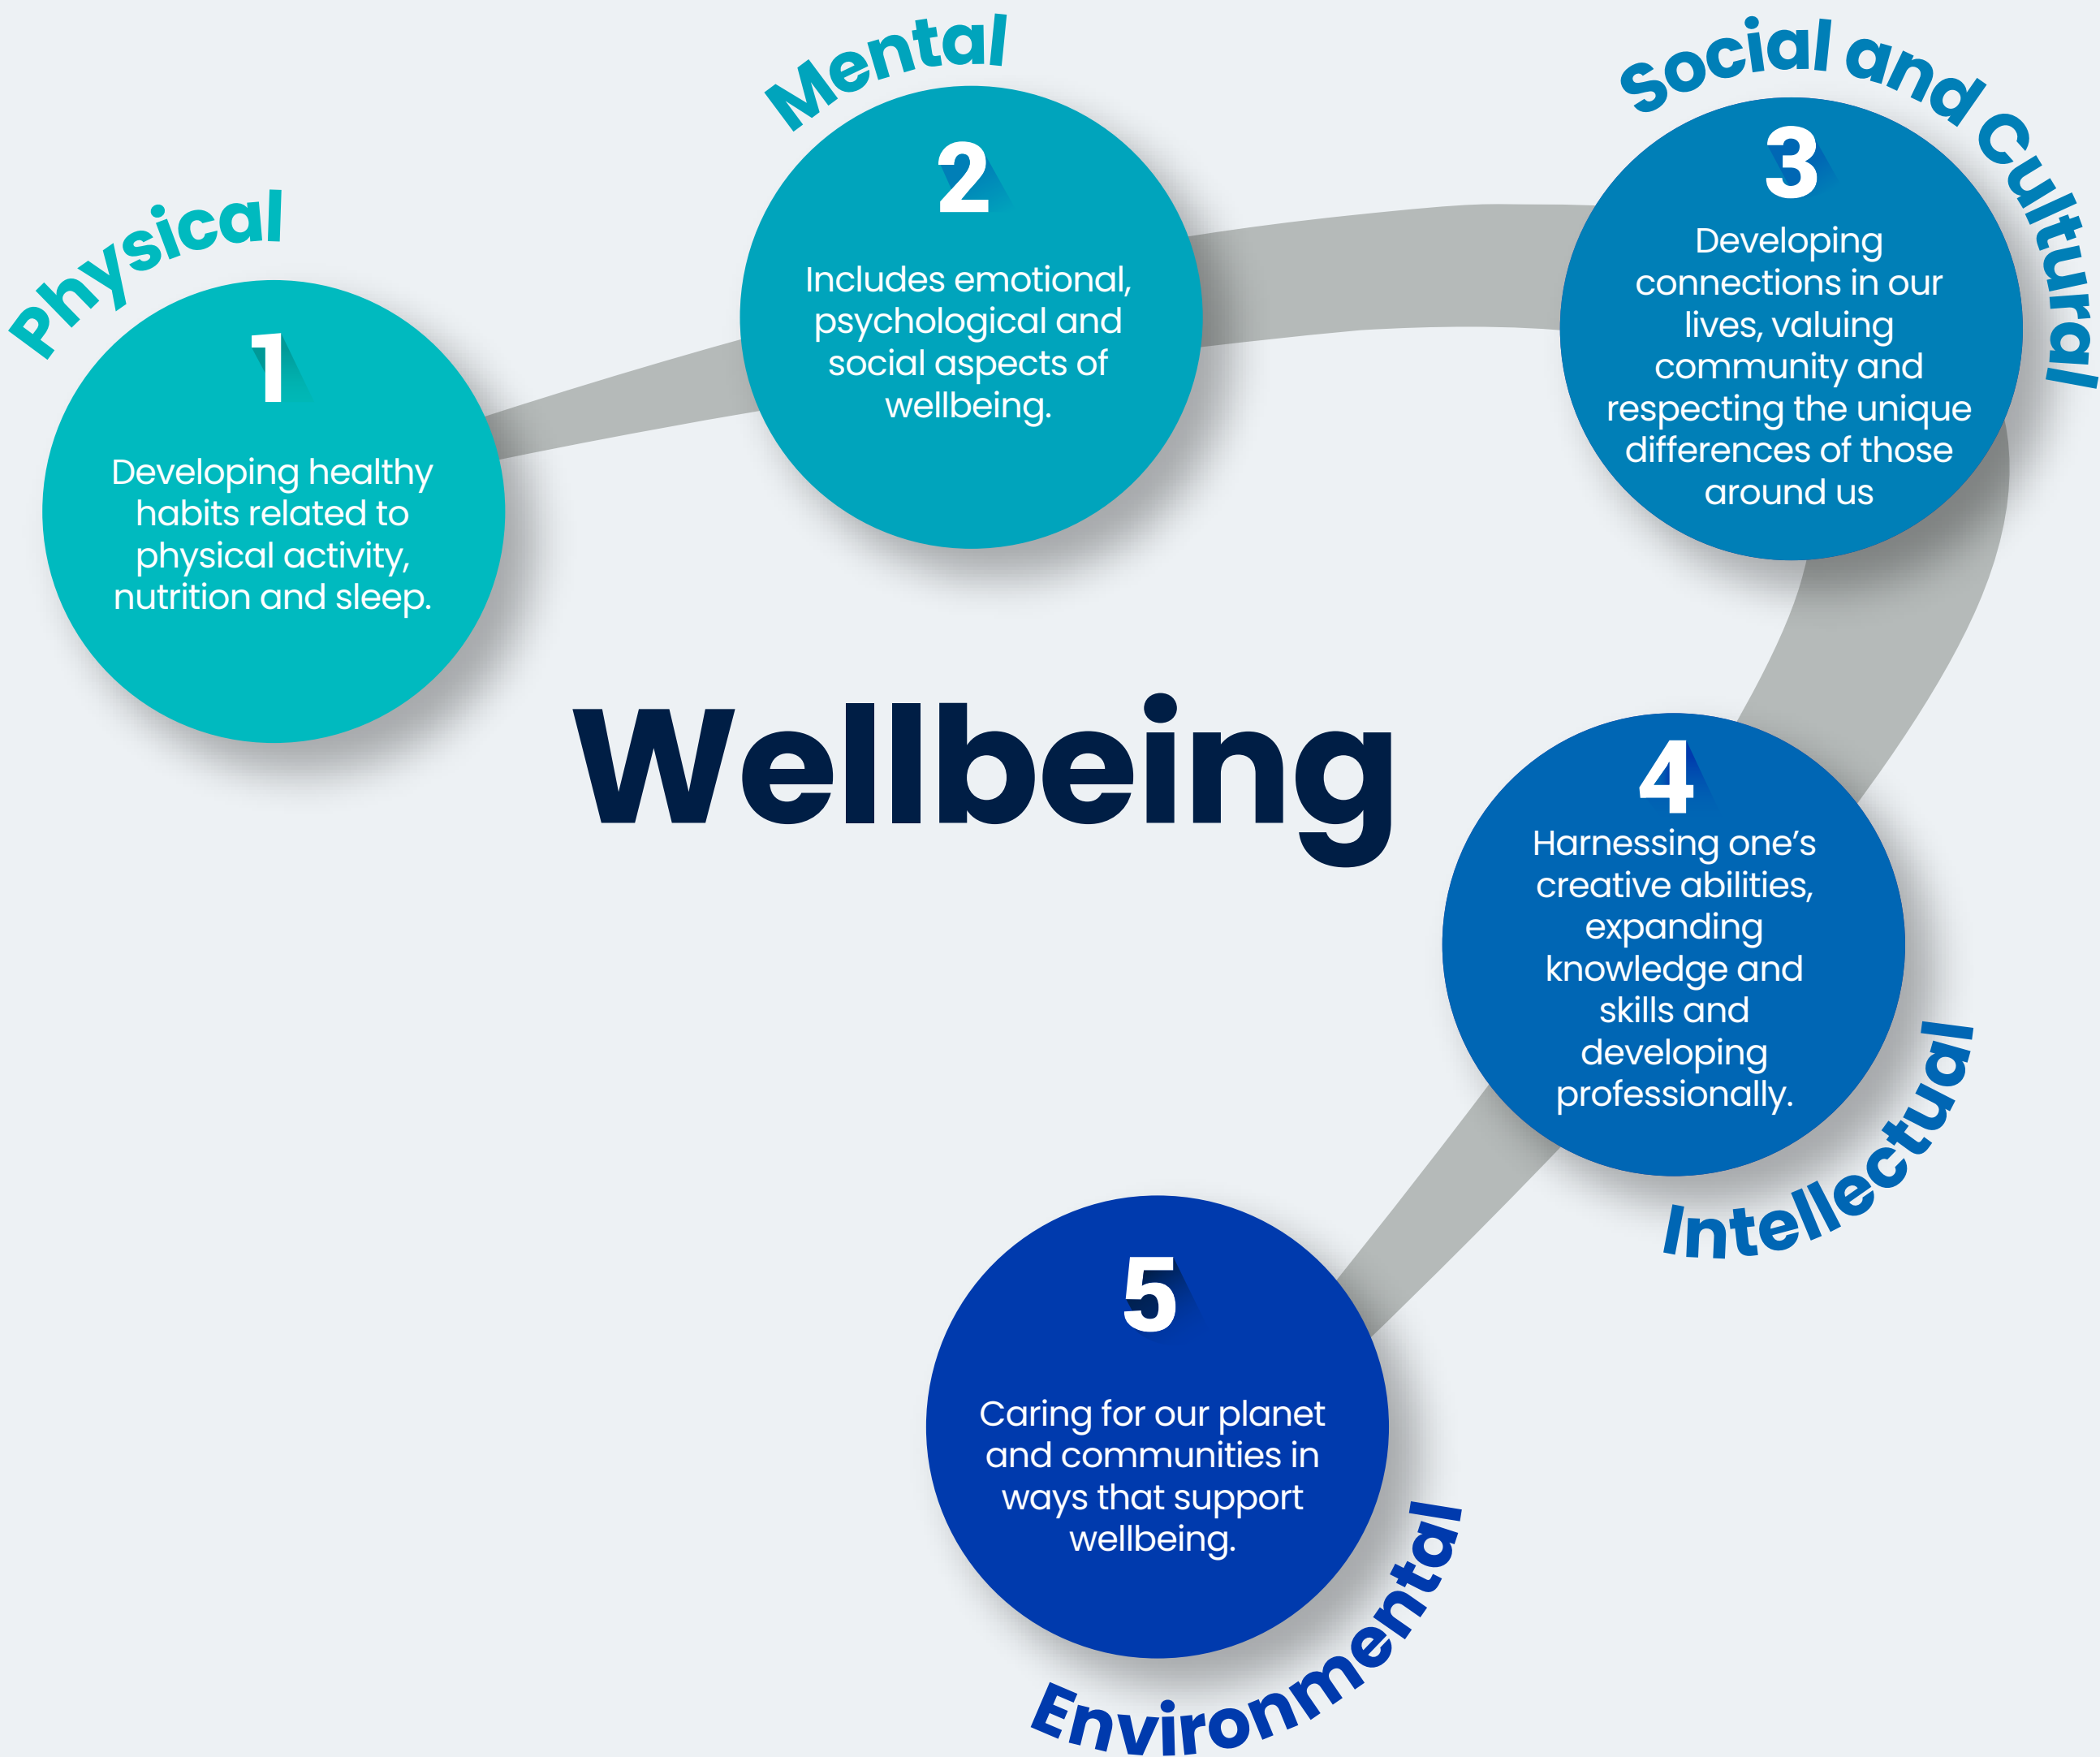 Physical
1
Developing healthy
habits related to
physical activity,
nutrition and sleep.
Mental
2
Includes emotional,
psychological and
social aspects of
wellbeing.
Social and Cultural
3
Developing
connections in our
lives, valuing
community and
respecting the unique
differences of those
around us
Wellbeing
4
Harnessing one’s
creative abilities,
expanding
knowledge and
skills and
developing
professionally.
Intellectual
5
Caring for our planet
and communities in
ways that support
wellbeing.
Environmental